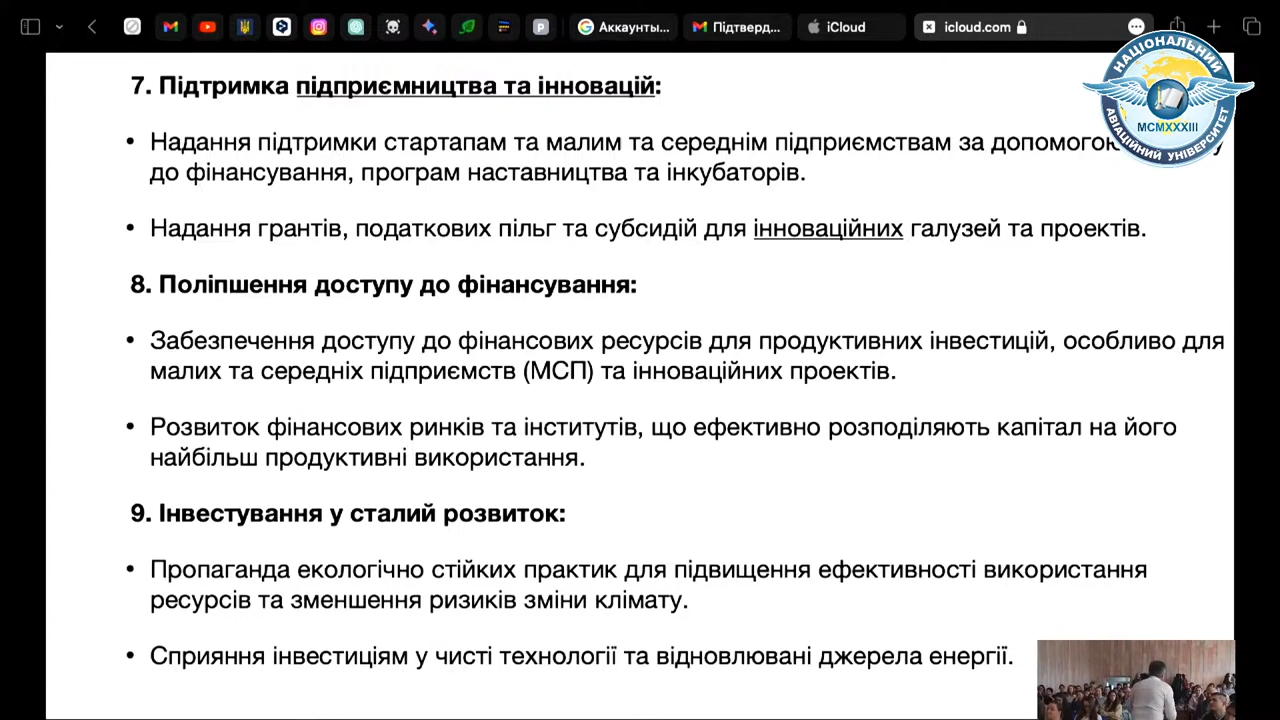 Аккаунты...
Підтверд...
iCloud
icloud.com
НАЦІОНАЛЬНИЙ
MCMXXXIII
АВІАЦІЙНИЙ УНІВЕРСИТЕТ
7. Підтримка підприємництва та інновацій:
• Надання підтримки стартапам та малим та середнім підприємствам за допомогою
до фінансування, програм наставництва та інкубаторів.
• Надання грантів, податкових пільг та субсидій для інноваційних галузей та проектів.
8. Поліпшення доступу до фінансування:
• Забезпечення доступу до фінансових ресурсів для продуктивних інвестицій, особливо для
малих та середніх підприємств (МСП) та інноваційних проектів.
• Розвиток фінансових ринків та інститутів, що ефективно розподіляють капітал на його
найбільш продуктивні використання.
9. Інвестування у сталий розвиток:
• Пропаганда екологічно стійких практик для підвищення ефективності використання
ресурсів та зменшення ризиків зміни клімату.
• Сприяння інвестиціям у чисті технології та відновлювані джерела енергії.